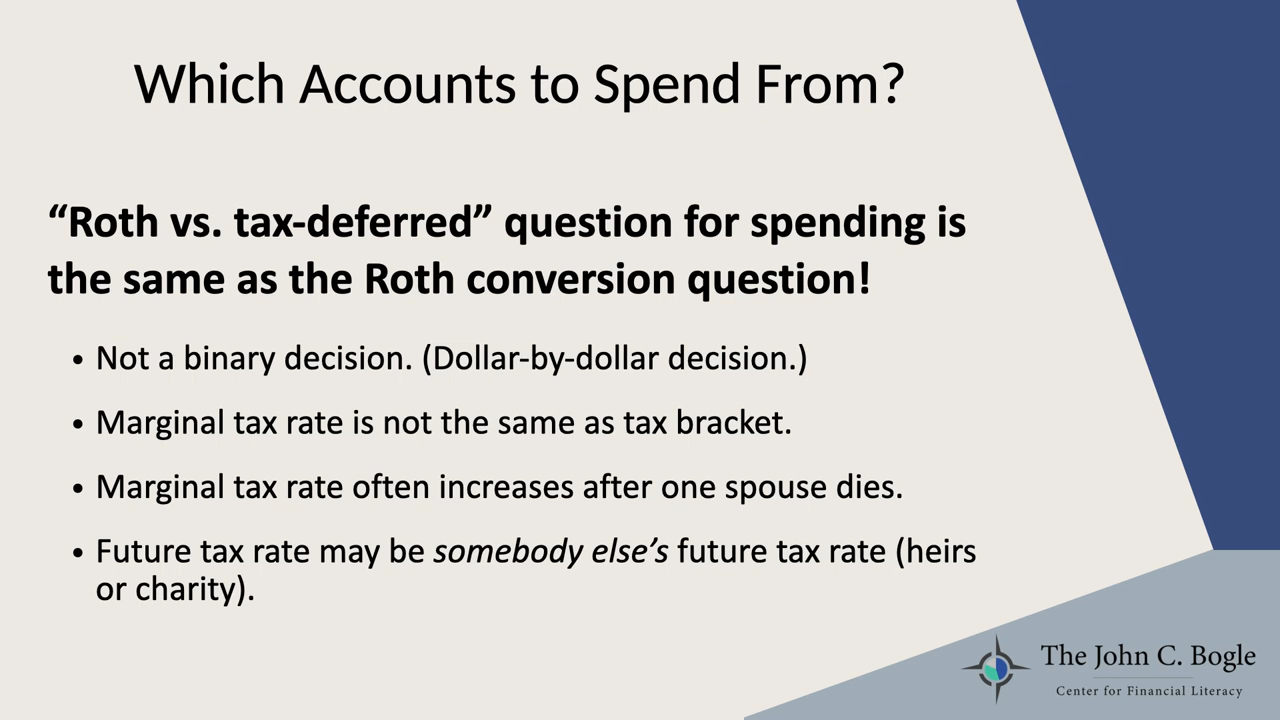 Which Accounts to Spend From?
“Roth vs. tax-deferred” question for spending is
the same as the Roth conversion question!
• Not a binary decision. (Dollar-by-dollar decision.)
• Marginal tax rate is not the same as tax bracket.
• Marginal tax rate often increases after one spouse dies.
• Future tax rate may be somebody else’s future tax rate (heirs
or charity).
The John C. Bogle
Center for Financial Literacy